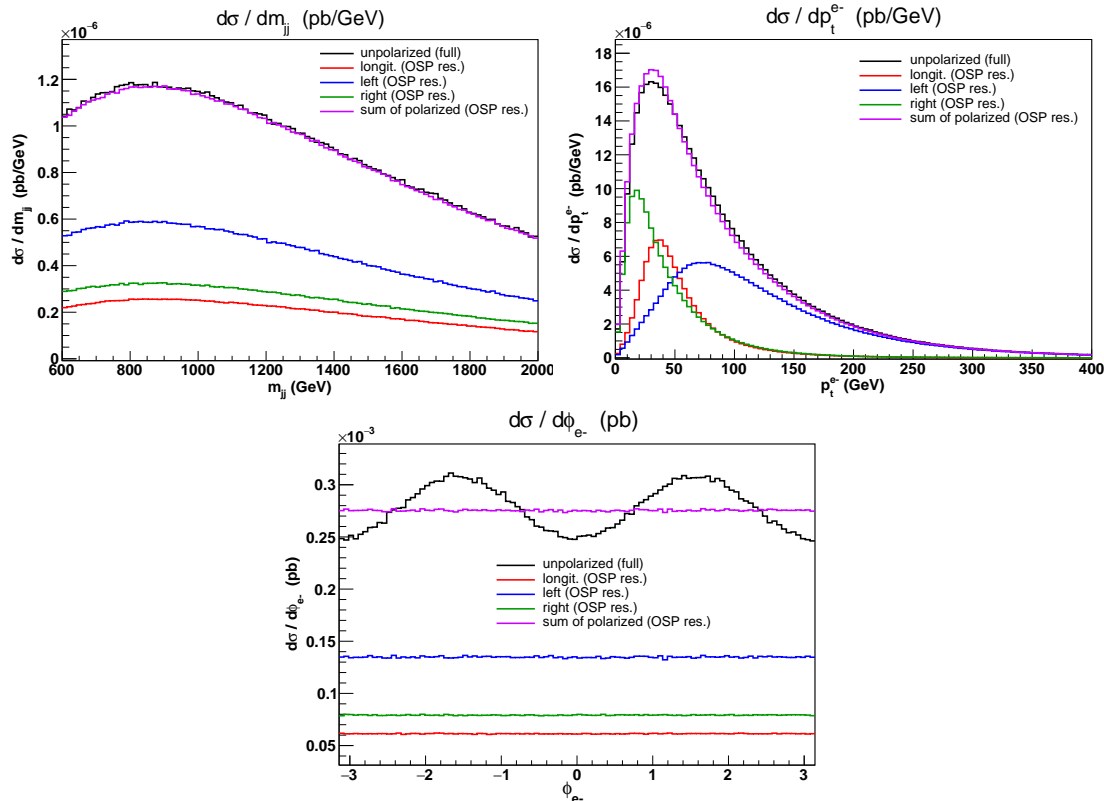 dσ / dm_jj (pb/GeV)
×10^−6
unpolarized (full)
longit. (OSP res.)
left (OSP res.)
right (OSP res.)
sum of polarized (OSP res.)
1.2
1
0.8
0.6
0.4
0.2
0
dσ / dm_jj (pb/GeV)
600 800 1000 1200 1400 1600 1800 2000
m_jj (GeV)
dσ / dp_t^e- (pb/GeV)
×10^−6
unpolarized (full)
longit. (OSP res.)
left (OSP res.)
right (OSP res.)
sum of polarized (OSP res.)
18
16
14
12
10
8
6
4
2
0
dσ / dp_t^e- (pb/GeV)
0 50 100 150 200 250 300 350 400
p_t^e- (GeV)
dσ / dϕ_e- (pb)
×10^−3
0.3
0.25
0.2
0.15
0.1
0.05
dσ / dϕ_e- (pb)
unpolarized (full)
longit. (OSP res.)
left (OSP res.)
right (OSP res.)
sum of polarized (OSP res.)
−3 −2 −1 0 1 2 3
ϕ_e-